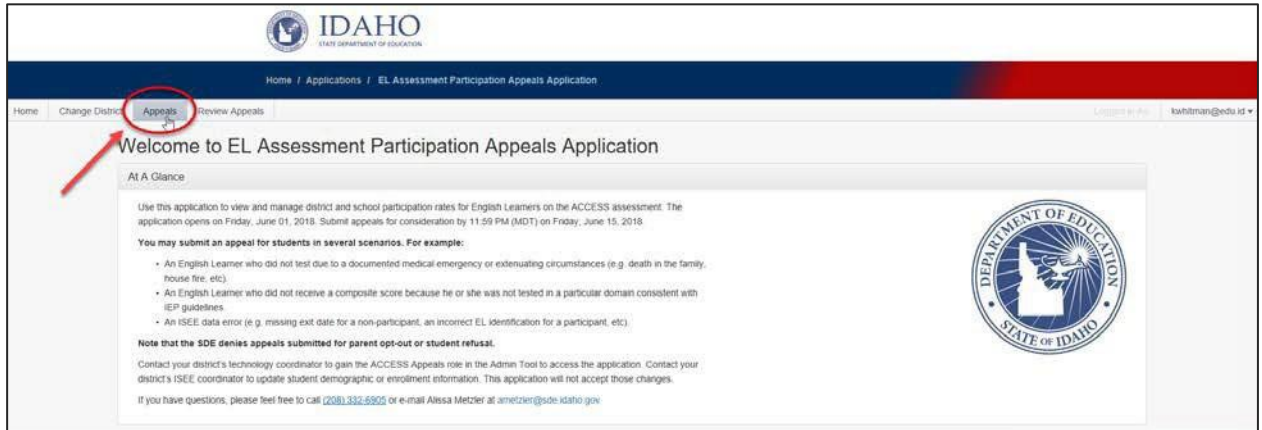 IDAHO
STATE DEPARTMENT OF EDUCATION
Home / Applications / EL Assessment Participation Appeals Application
Home Change District Appeals Review Appeals kwhitman@edu.id
Welcome to EL Assessment Participation Appeals Application
At A Glance
Use this application to view and manage district and school participation rates for English Learners on the ACCESS assessment. The
application opens on Friday, June 01, 2018. Submit appeals for consideration by 11:59 PM (MDT) on Friday, June 15, 2018.
You may submit an appeal for students in several scenarios. For example:
• An English Learner who did not test due to a documented medical emergency or extenuating circumstances (e.g. death in the family,
house fire, etc).
• An English Learner who did not receive a composite score because he or she was not tested in a particular domain consistent with
IEP guidelines.
• An ISEE data error (e.g. missing exit date for a non-participant, an incorrect EL identification for a participant, etc).
Note that the SDE denies appeals submitted for parent opt-out or student refusal.
Contact your district's technology coordinator to gain the ACCESS Appeals role in the Admin Tool to access the application. Contact your
district's ISEE coordinator to update student demographic or enrollment information. This application will not accept those changes.
If you have questions, please feel free to call (208) 332-6905 or e-mail Alissa Metzler at ametzler@sde.idaho.gov
DEPARTMENT OF EDUCATION
STATE OF IDAHO